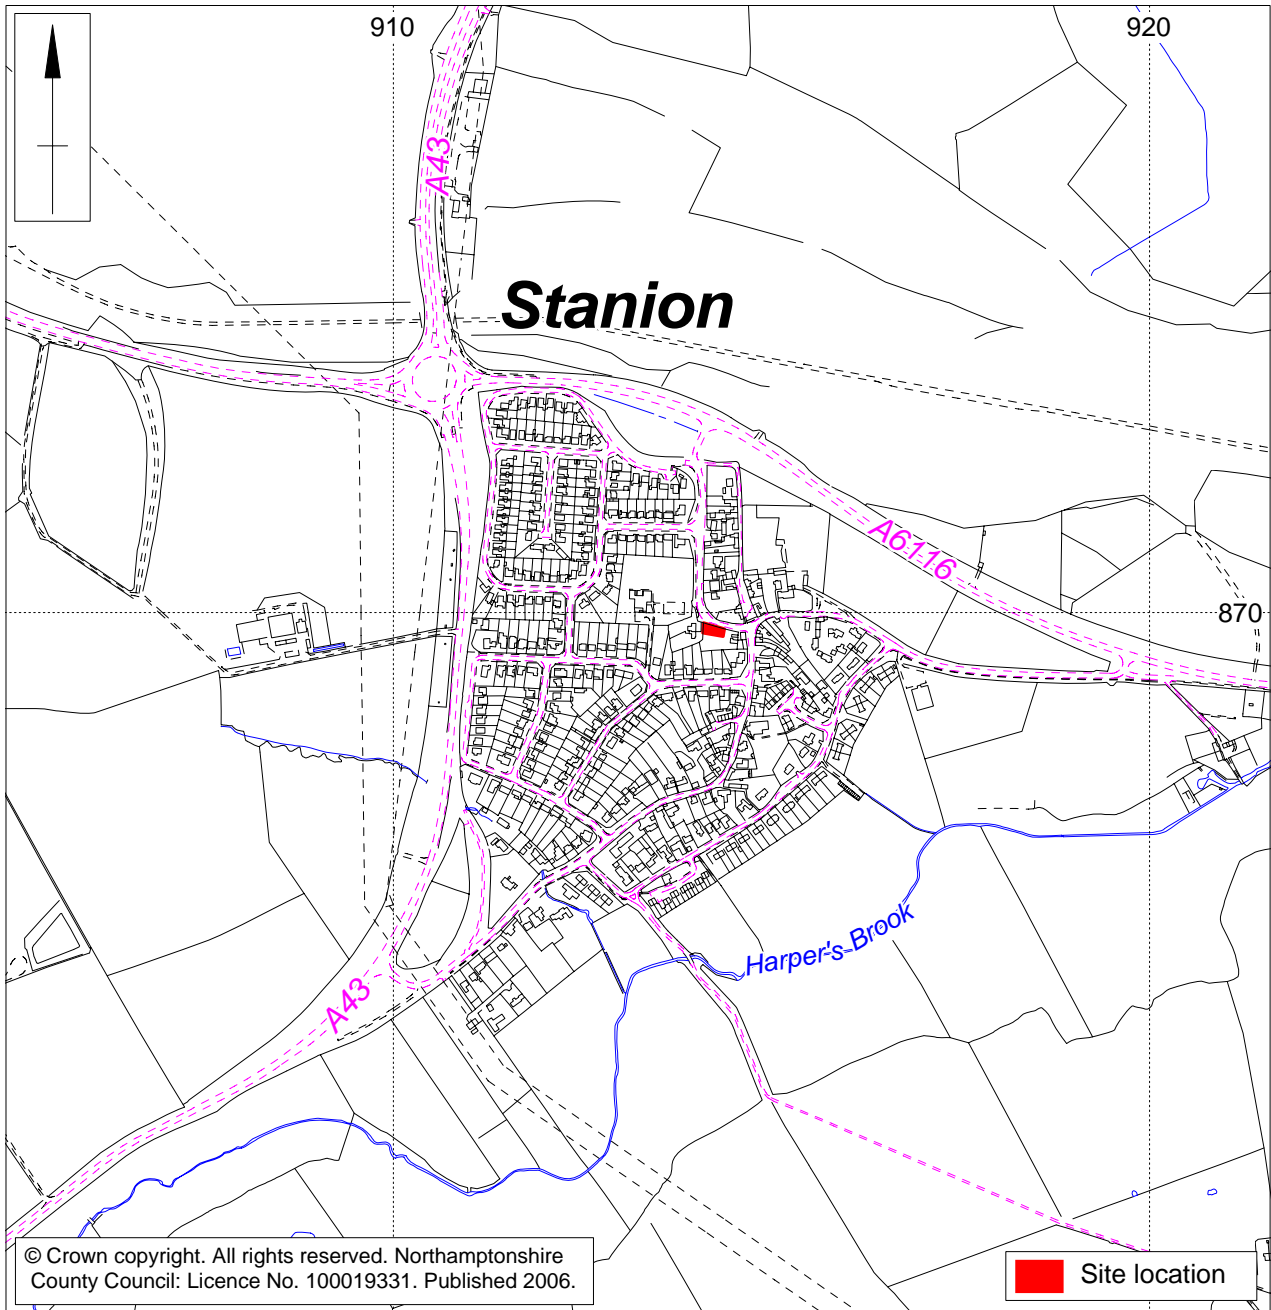 910
920
A43
Stanion
A6116
870
Harper's Brook
A43
© Crown copyright. All rights reserved. Northamptonshire
County Council: Licence No. 100019331. Published 2006.
Site location